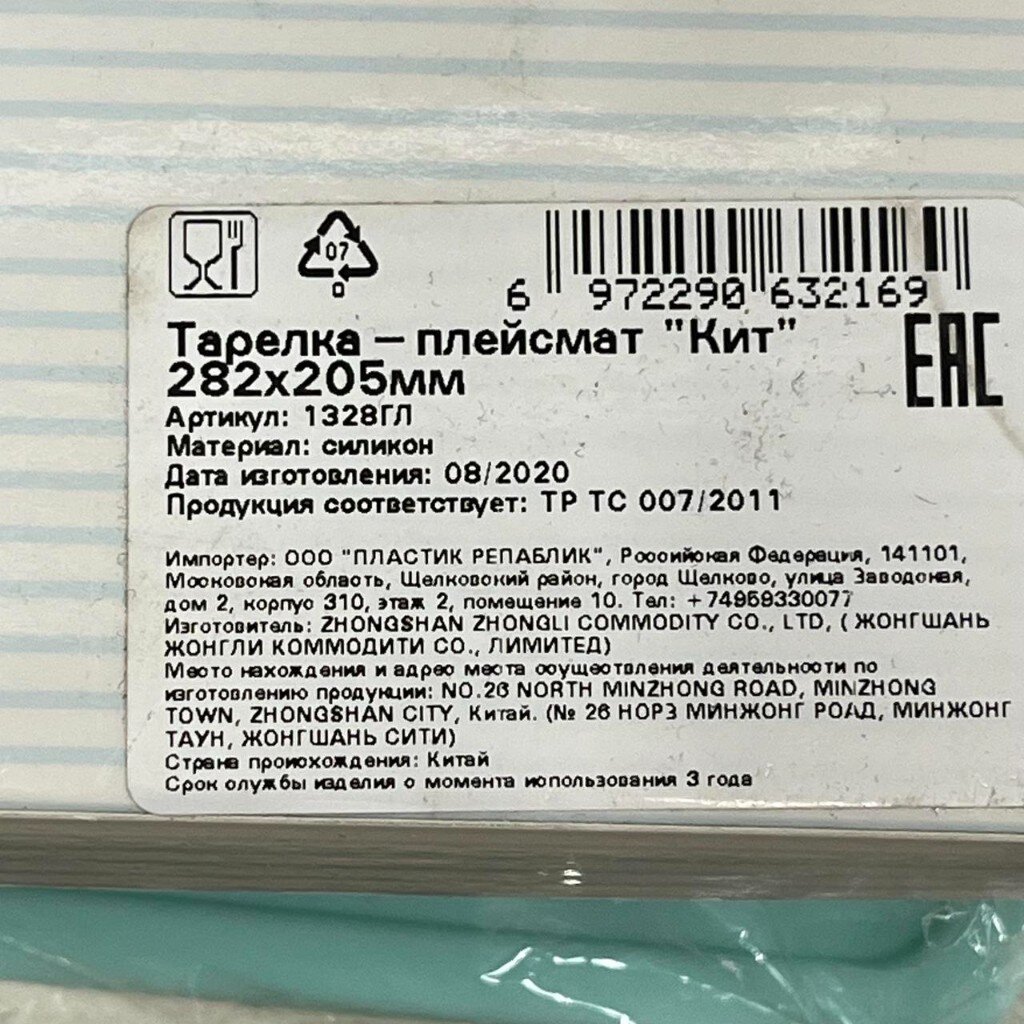 07
O
6 972290 632169
EAC
Тарелка – плейсмат "Кит"
282х205мм
Артикул: 1328ГЛ
Материал: силикон
Дата изготовления: 08/2020
Продукция соответствует: ТР ТС 007/2011
Импортер: ООО "ПЛАСТИК РЕПАБЛИК", Российская Федерация, 141101,
Московская область, Щелковский район, город Щелково, улица Заводская,
дом 2, корпус 310, этаж 2, помещение 10. Тел: +74959330077
Изготовитель: ZHONGSHAN ZHONGLI COMMODITY CO., LTD, ( ЖОНГШАНЬ
ЖОНГЛИ КОММОДИТИ СО., ЛИМИТЕД)
Место нахождения и адрес места осуществления деятельности по
изготовлению продукции: NO.26 NORTH MINZHONG ROAD, MINZHONG
TOWN, ZHONGSHAN CITY, Китай. (№ 26 НОРЗ МИНЖОНГ РОАД, МИНЖОНГ
ТАУН, ЖОНГШАНЬ СИТИ)
Страна происхождения: Китай
Срок службы изделия с момента использования 3 года